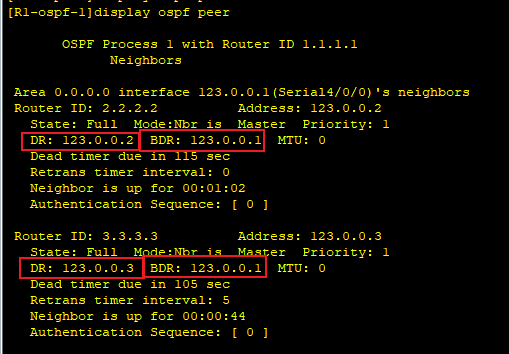 [R1-ospf-1]display ospf peer
OSPF Process 1 with Router ID 1.1.1.1
Neighbors
Area 0.0.0.0 interface 123.0.0.1(Serial4/0/0)'s neighbors
Router ID: 2.2.2.2 Address: 123.0.0.2
State: Full Mode:Nbr is Master Priority: 1
DR: 123.0.0.2 BDR: 123.0.0.1 MTU: 0
Dead timer due in 115 sec
Retrans timer interval: 0
Neighbor is up for 00:01:02
Authentication Sequence: [ 0 ]
Router ID: 3.3.3.3 Address: 123.0.0.3
State: Full Mode:Nbr is Master Priority: 1
DR: 123.0.0.3 BDR: 123.0.0.1 MTU: 0
Dead timer due in 105 sec
Retrans timer interval: 5
Neighbor is up for 00:00:44
Authentication Sequence: [ 0 ]